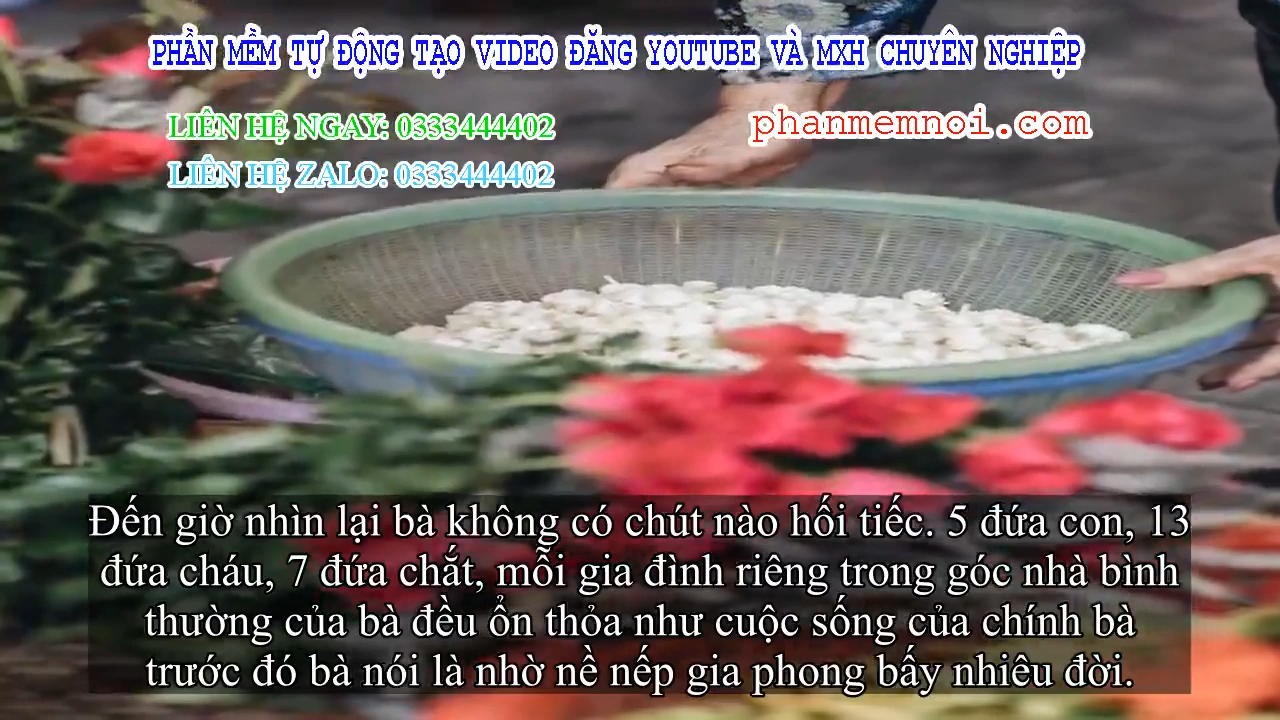 PHẦN MỀM TỰ ĐỘNG TẠO VIDEO ĐĂNG YOUTUBE VÀ MXH CHUYÊN NGHIỆP
LIÊN HỆ NGAY: 0333444402
phanmemnoi.com
LIÊN HỆ ZALO: 0333444402
Đến giờ nhìn lại bà không có chút nào hối tiếc. 5 đứa con, 13
đứa cháu, 7 đứa chắt, mỗi gia đình riêng trong góc nhà bình
thường của bà đều ổn thỏa như cuộc sống của chính bà
trước đó bà nói là nhờ nề nếp gia phong bấy nhiêu đời.